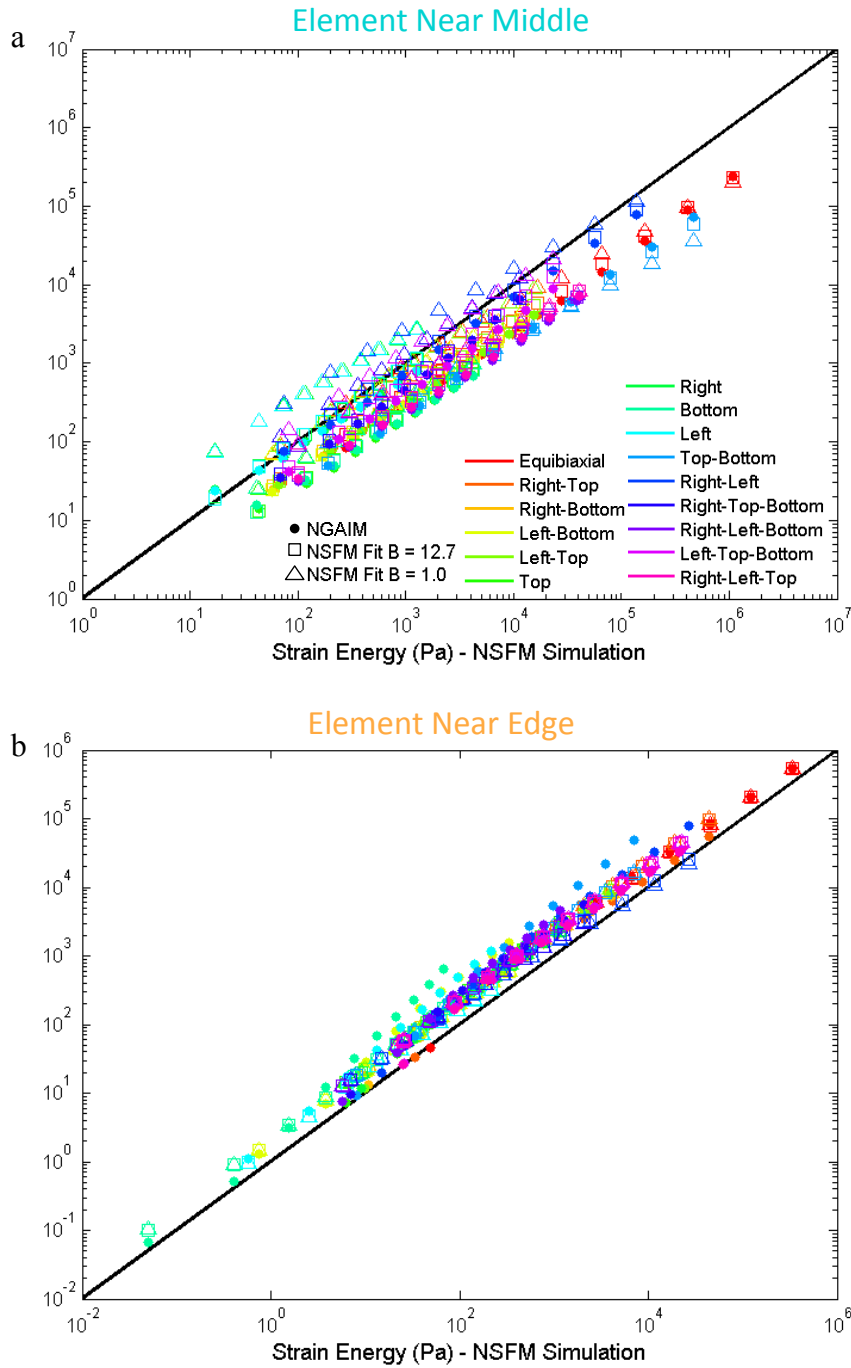 Element Near Middle
a
10^7
10^6
10^5
10^4
10^3
10^2
10^1
10^0
10^0 10^1 10^2 10^3 10^4 10^5 10^6 10^7
Strain Energy (Pa) - NSFM Simulation
NGAIM
NSFM Fit B = 12.7
NSFM Fit B = 1.0
Equibiaxial
Right-Top
Right-Bottom
Left-Bottom
Left-Top
Top
Right
Bottom
Left
Top-Bottom
Right-Left
Right-Top-Bottom
Right-Left-Bottom
Left-Top-Bottom
Right-Left-Top
Element Near Edge
b
10^6
10^5
10^4
10^3
10^2
10^1
10^0
10^-1
10^-2
10^-2 10^0 10^2 10^4 10^6
Strain Energy (Pa) - NSFM Simulation